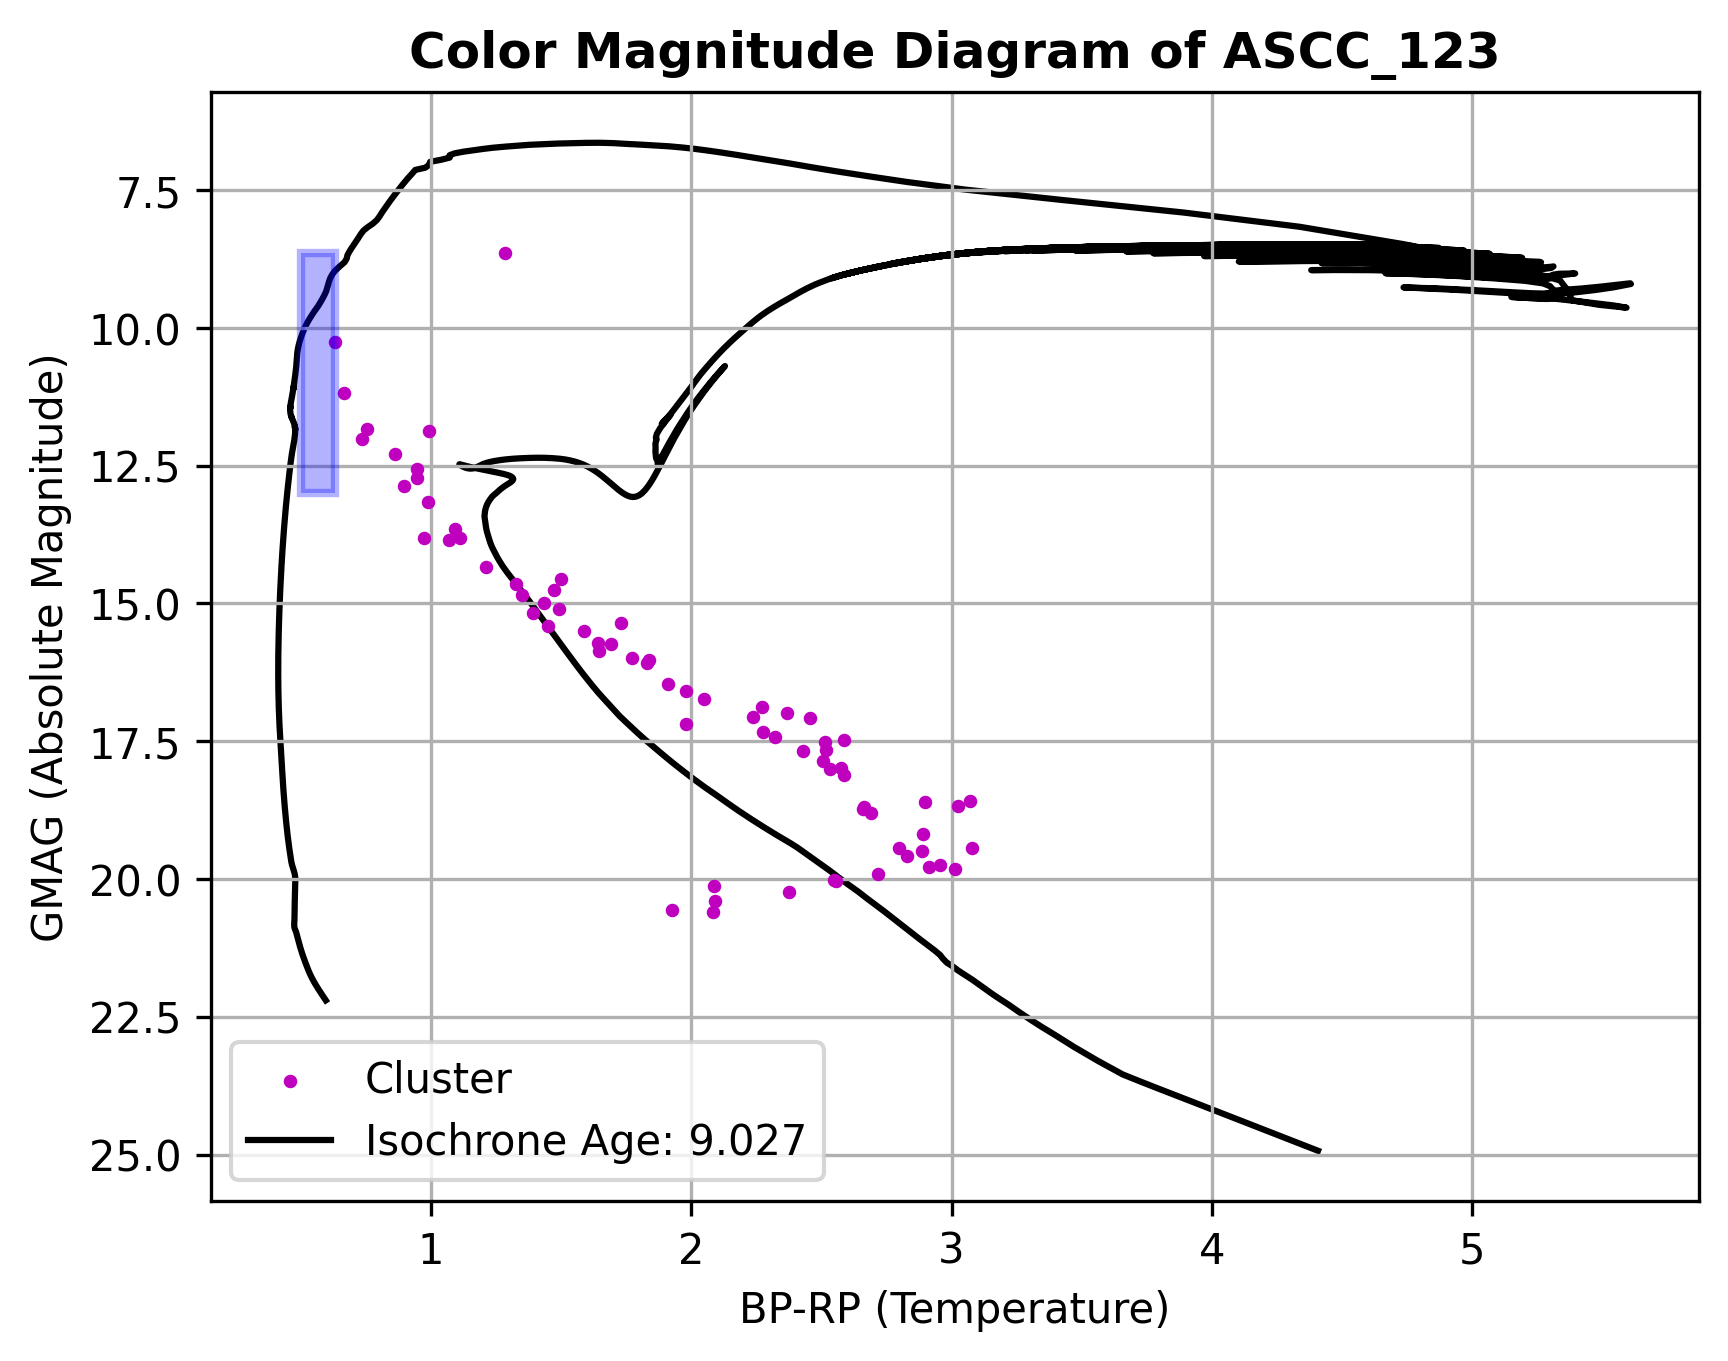 Color Magnitude Diagram of ASCC_123
GMAG (Absolute Magnitude)
7.5
10.0
12.5
15.0
17.5
20.0
22.5
25.0
Cluster
Isochrone Age: 9.027
1 2 3 4 5
BP-RP (Temperature)